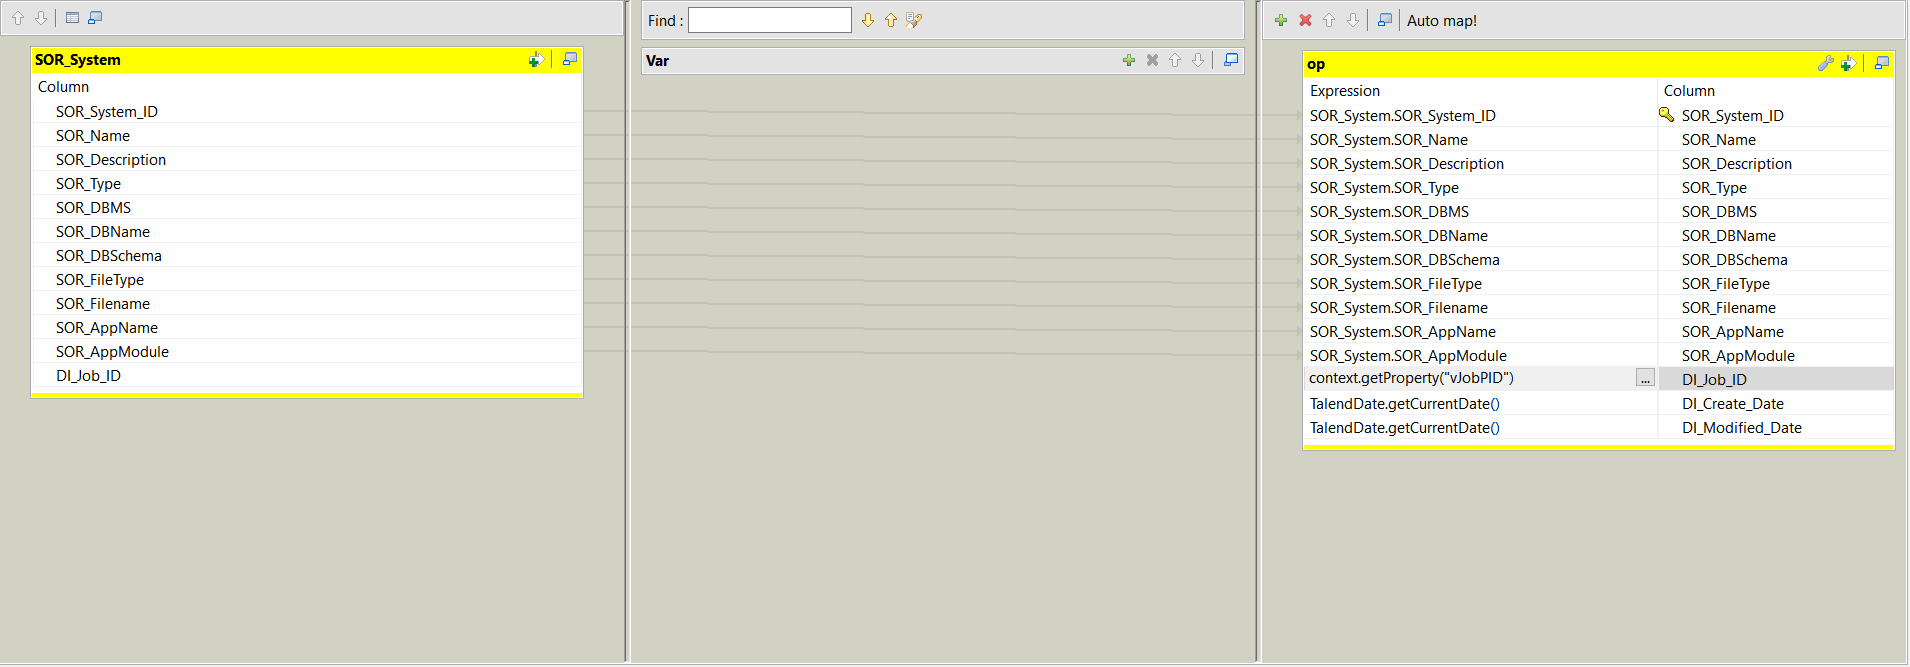 Find :
Auto map!
SOR_System
Column
SOR_System_ID
SOR_Name
SOR_Description
SOR_Type
SOR_DBMS
SOR_DBName
SOR_DBSchema
SOR_FileType
SOR_Filename
SOR_AppName
SOR_AppModule
DI_Job_ID
Var
op
Expression Column
SOR_System.SOR_System_ID SOR_System_ID
SOR_System.SOR_Name SOR_Name
SOR_System.SOR_Description SOR_Description
SOR_System.SOR_Type SOR_Type
SOR_System.SOR_DBMS SOR_DBMS
SOR_System.SOR_DBName SOR_DBName
SOR_System.SOR_DBSchema SOR_DBSchema
SOR_System.SOR_FileType SOR_FileType
SOR_System.SOR_Filename SOR_Filename
SOR_System.SOR_AppName SOR_AppName
SOR_System.SOR_AppModule SOR_AppModule
context.getProperty("vJobPID") ... DI_Job_ID
TalendDate.getCurrentDate() DI_Create_Date
TalendDate.getCurrentDate() DI_Modified_Date